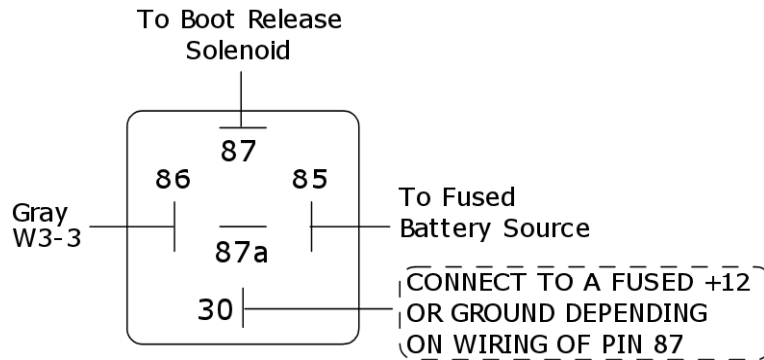 To Boot Release
Solenoid
87
86
85
Gray
W3-3
To Fused
Battery Source
87a
30
CONNECT TO A FUSED +12
OR GROUND DEPENDING
ON WIRING OF PIN 87